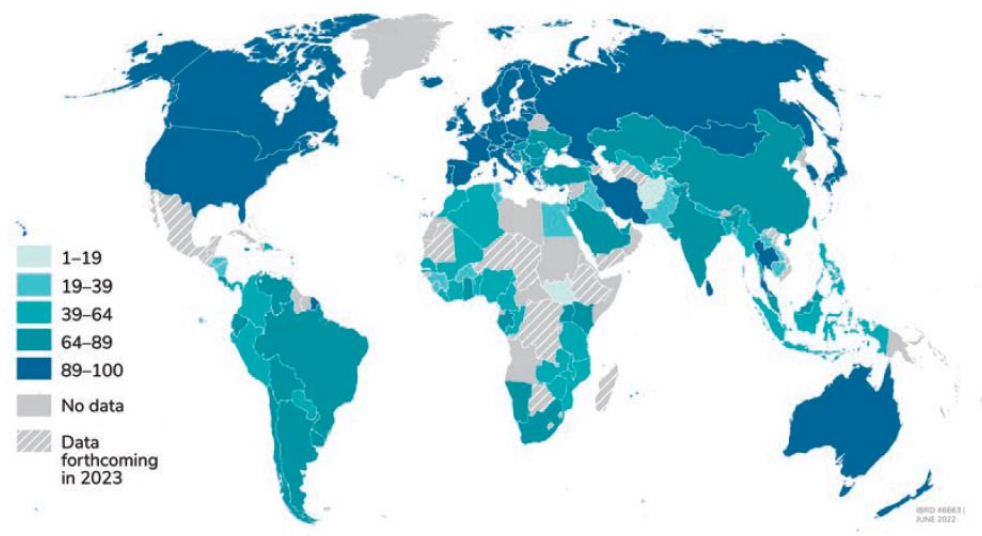 1–19
19–39
39–64
64–89
89–100
No data
Data
forthcoming
in 2023
IBRD 46663 |
JUNE 2022